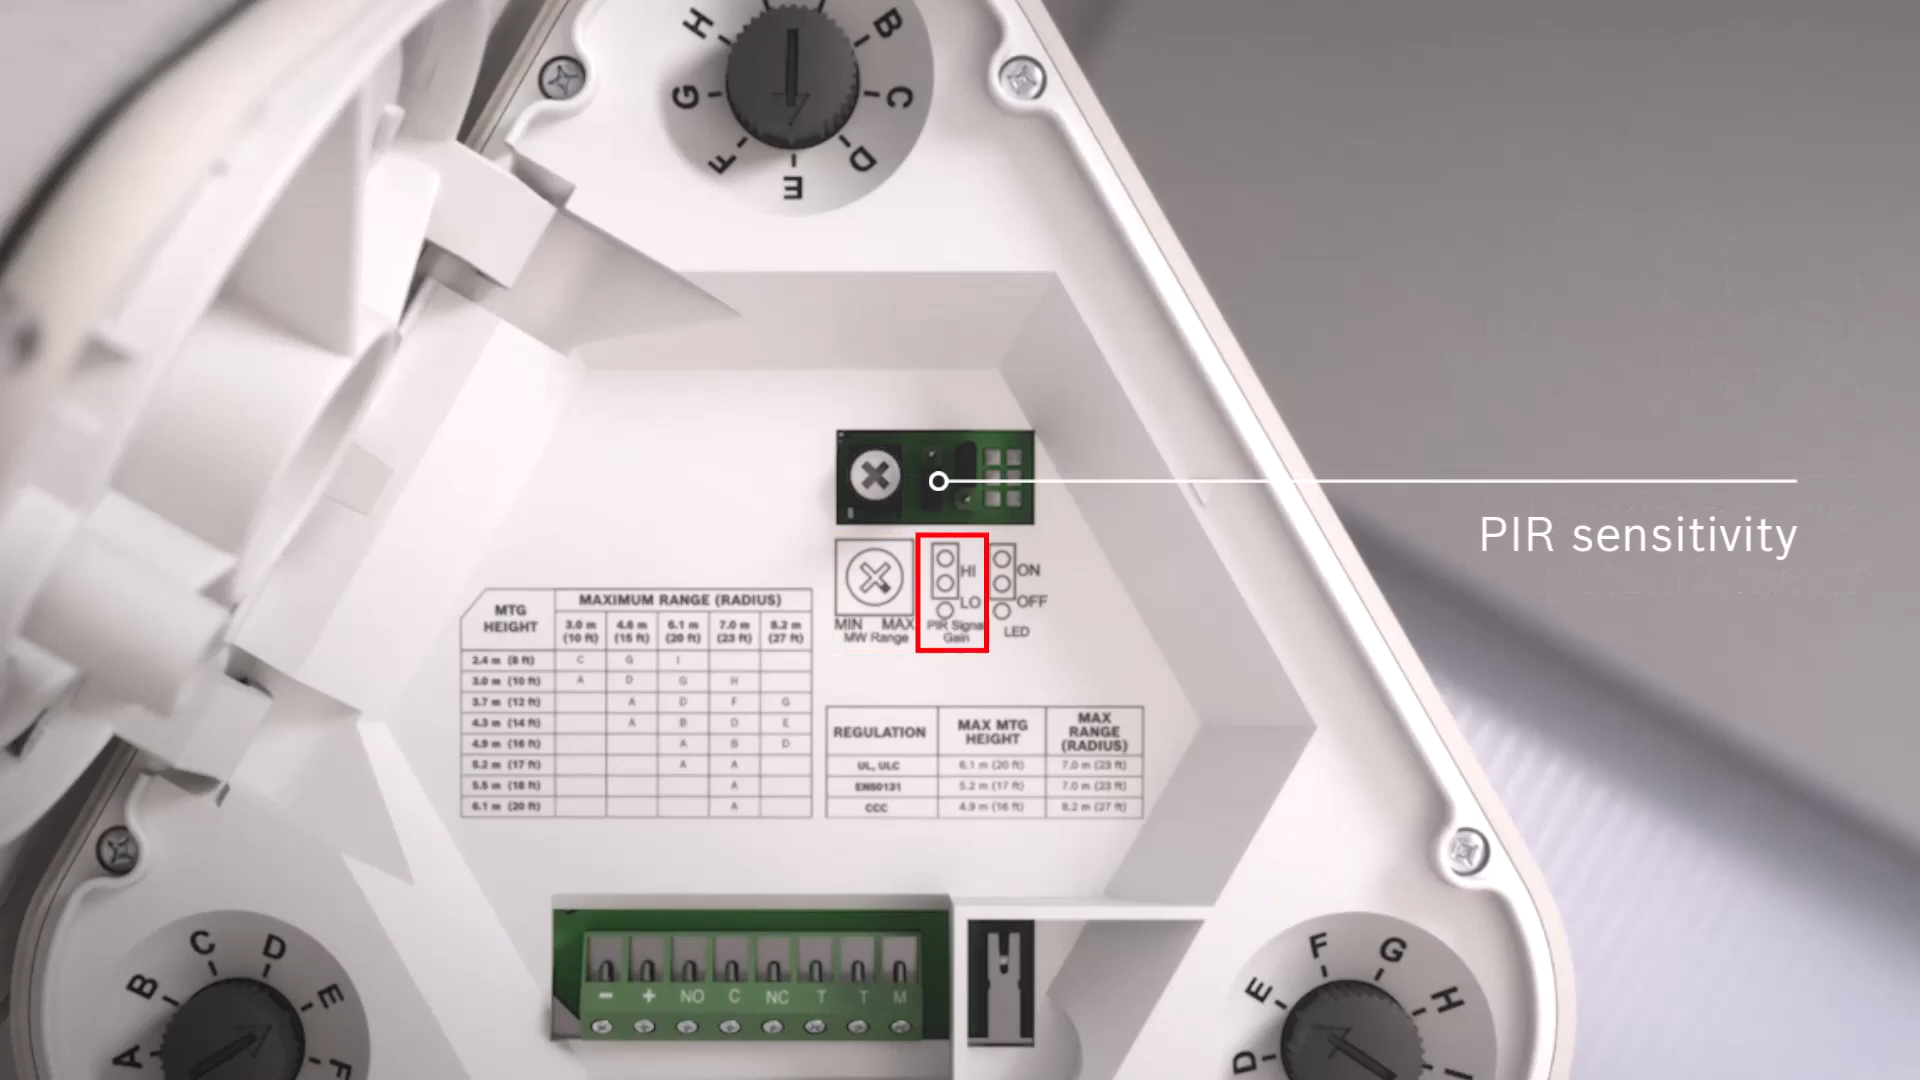 H B
G C
F D
E
PIR sensitivity
HI
LO
PIR Signal
Gain
ON
OFF
LED
MIN MAX
MW Range
MTG HEIGHT MAXIMUM RANGE (RADIUS)
3.0 m (10 ft) 4.6 m (15 ft) 6.1 m (20 ft) 7.0 m (23 ft) 8.2 m (27 ft)
2.4 m (8 ft) C G I
3.0 m (10 ft) A D G H
3.7 m (12 ft) A D F G
4.3 m (14 ft) A B D E
4.9 m (16 ft) A B D
5.2 m (17 ft) A A
5.5 m (18 ft) A
6.1 m (20 ft) A
REGULATION MAX MTG HEIGHT MAX RANGE (RADIUS)
UL, ULC 6.1 m (20 ft) 7.0 m (23 ft)
EN50131 5.2 m (17 ft) 7.0 m (23 ft)
CCC 4.9 m (16 ft) 8.2 m (27 ft)
A B C D E F
- + NO C NC T T M
D E F G H I